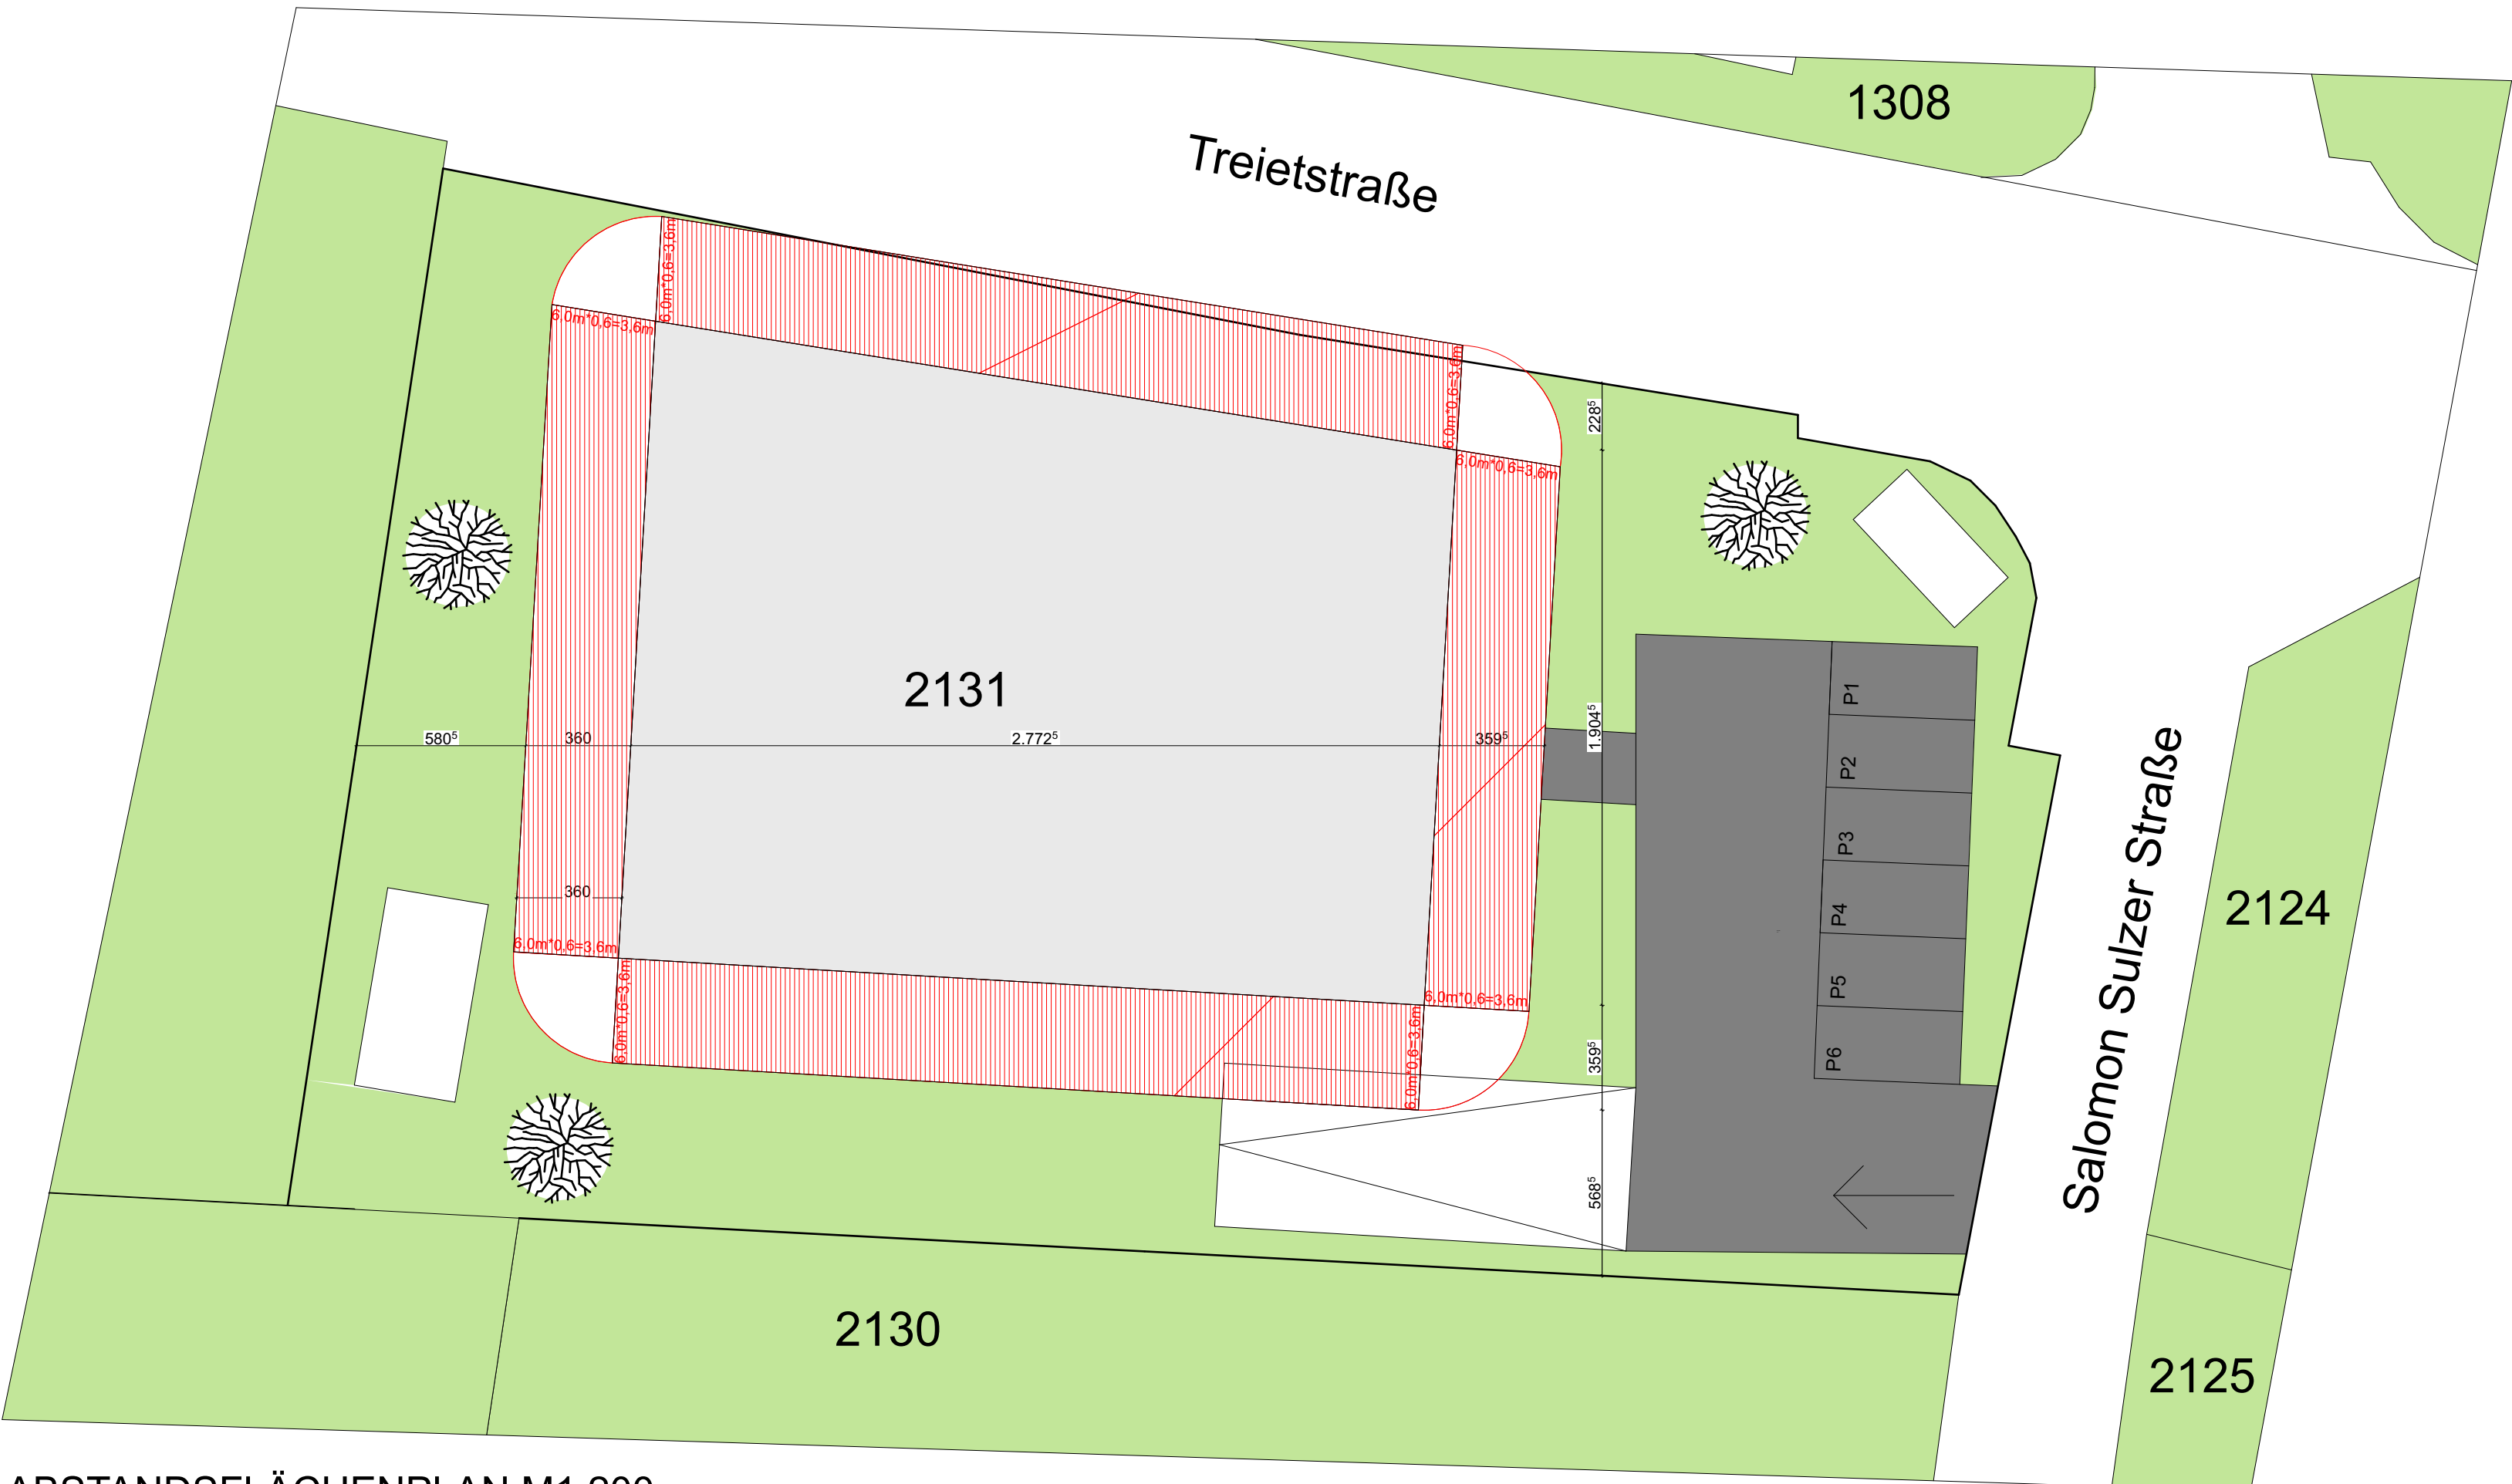 1308
Treietstraße
6,0m*0,6=3,6m
6,0m*0,6=3,6m
6,0m*0,6=3,6m
6,0m*0,6=3,6m
228⁵
2131
P1
1.904⁵
580⁵
360
2.772⁵
359⁵
P2
Salomon Sulzer Straße
P3
360
P4
2124
6,0m*0,6=3,6m
6,0m*0,6=3,6m
P5
6,0m*0,6=3,6m
6,0m*0,6=3,6m
359⁵
P6
568⁵
2130
2125
ABSTANDSFLÄCHENPLAN M1:200